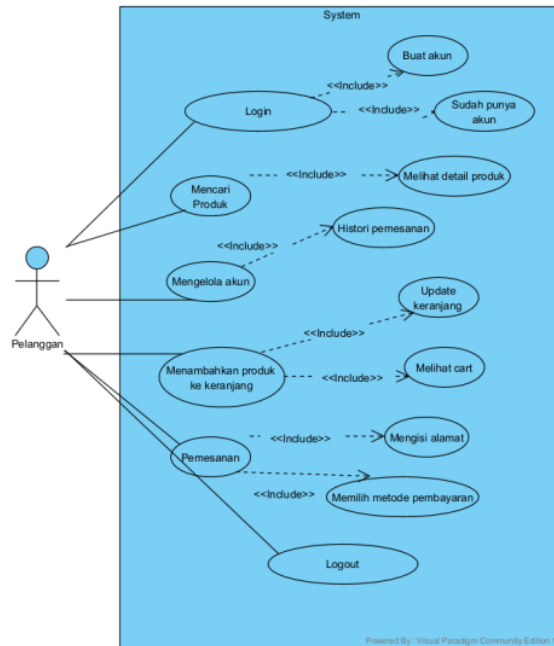 System
Buat akun
<<Include>>
Login
<<Include>>
Sudah punya
akun
Mencari
Produk
<<Include>>
Melihat detail produk
Histori pemesanan
<<Include>>
Mengelola akun
Update
keranjang
Pelanggan
<<Include>>
Menambahkan produk
ke keranjang
<<Include>>
Melihat cart
Mengisi alamat
<<Include>>
Pemesanan
<<Include>>
Memilih metode pembayaran
Logout
Powered By: Visual Paradigm Community Edition